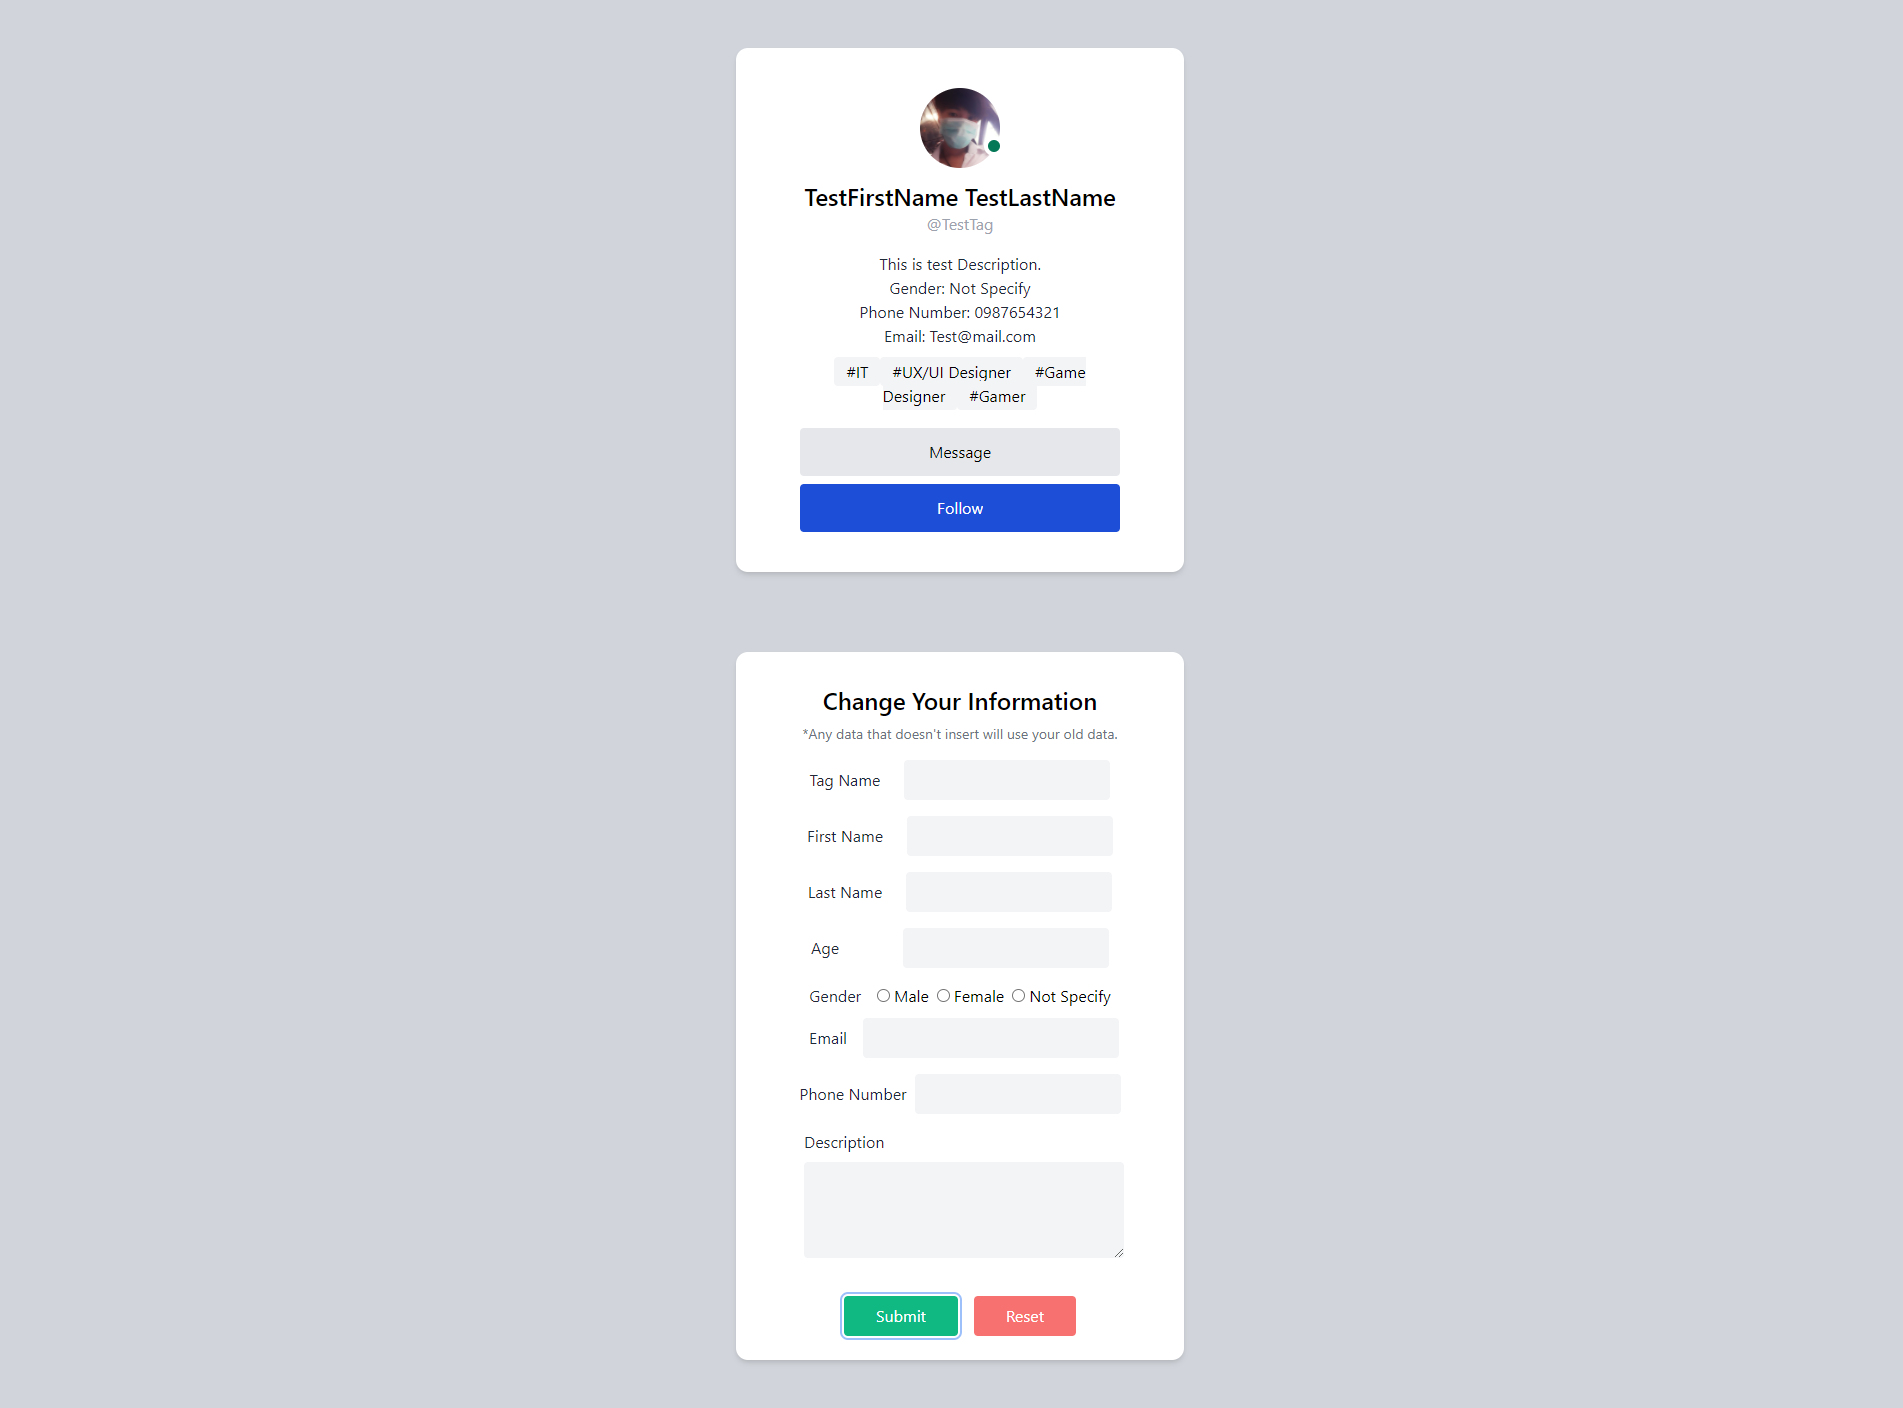 TestFirstName TestLastName
@TestTag
This is test Description.
Gender: Not Specify
Phone Number: 0987654321
Email: Test@mail.com
#IT #UX/UI Designer #Game
Designer #Gamer
Message
Follow
Change Your Information
*Any data that doesn't insert will use your old data.
Tag Name
First Name
Last Name
Age
Gender Male Female Not Specify
Email
Phone Number
Description
Submit Reset